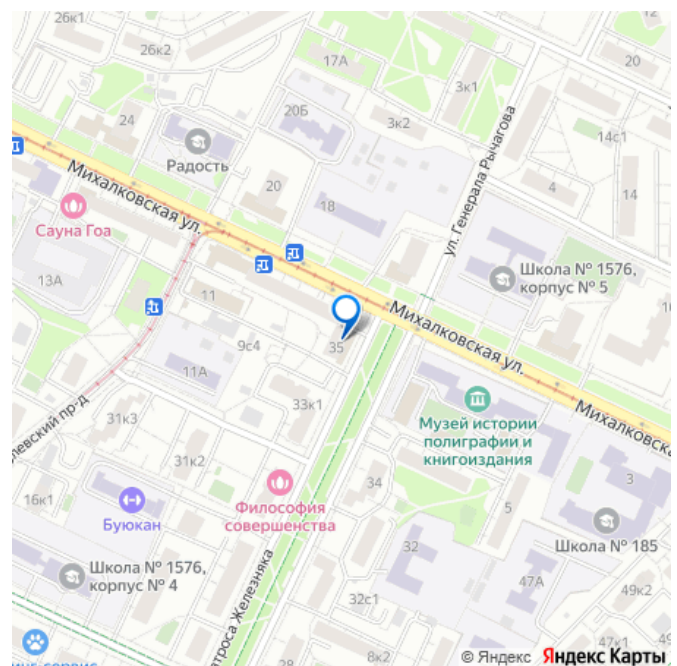 26к1
26к2
17А
3к1
12
20
24
20Б
3к2
14с1
Радость
20
18
4
14
ул. Генерала Рычагова
Михалковская ул.
Сауна Гоа
13А
11
Школа № 1576,
корпус № 5
Михалковская ул.
9с4
35
11А
33к1
Музей истории
полиграфии и
книгоиздания
31к3
31к2
34
3
16к1
Буюкан
Философия
совершенства
5
32
Школа № 185
Школа № 1576,
корпус № 4
47А
49к2
32с1
8к2
47к1
© Яндекс Яндекс Карты